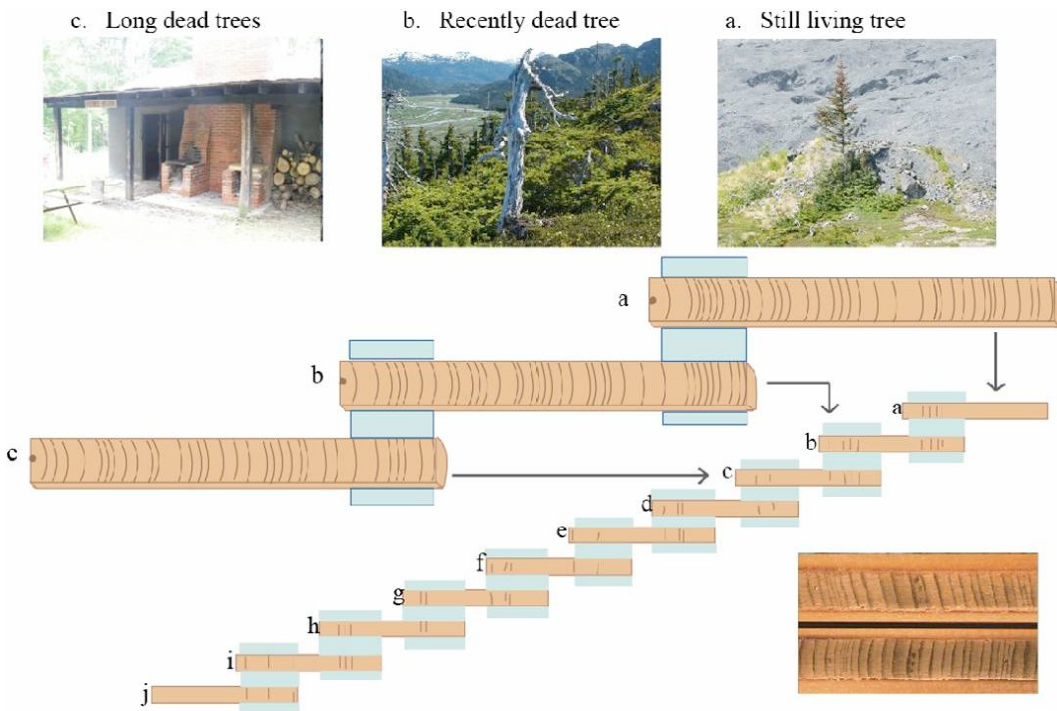 c. Long dead trees
b. Recently dead tree
a. Still living tree
a
b
c
a
b
c
d
e
f
g
h
i
j